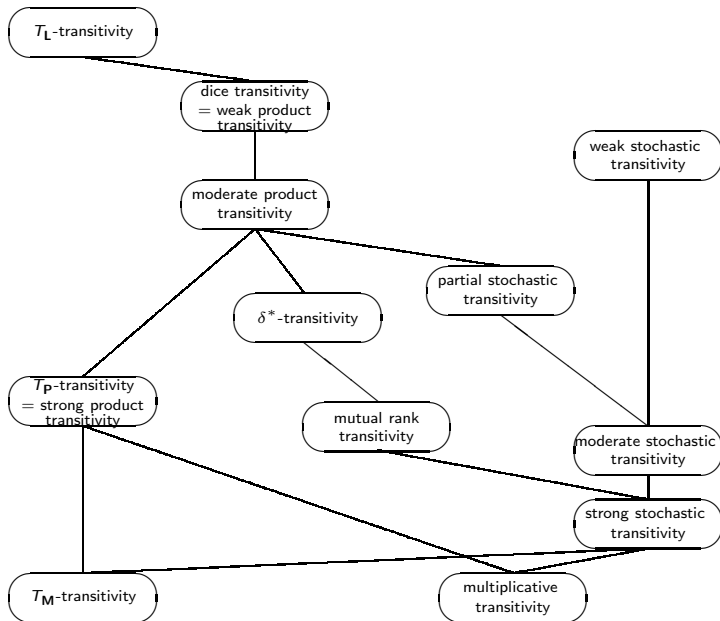 T_L-transitivity
dice transitivity
= weak product
transitivity
weak stochastic
transitivity
moderate product
transitivity
partial stochastic
transitivity
δ*-transitivity
T_P-transitivity
= strong product
transitivity
mutual rank
transitivity
moderate stochastic
transitivity
strong stochastic
transitivity
T_M-transitivity
multiplicative
transitivity